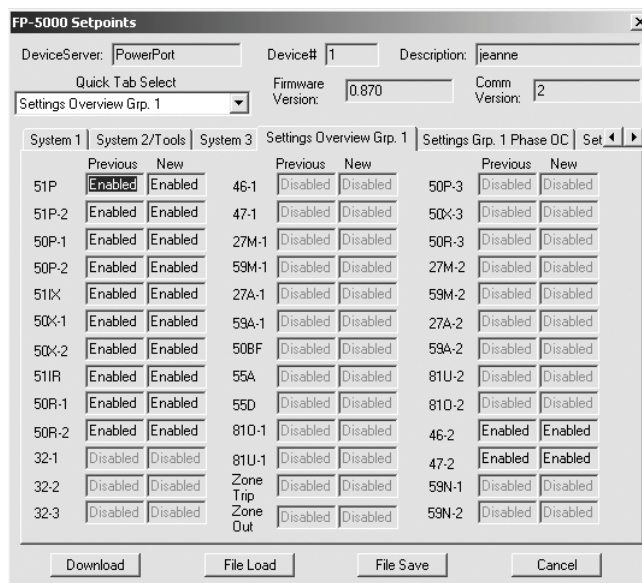 FP-5000 Setpoints
DeviceServer: PowerPort Device# 1 Description: jeanne
Quick Tab Select
Settings Overview Grp. 1
Firmware Version: 0.870 Comm Version: 2
System 1 System 2/Tools System 3 Settings Overview Grp. 1 Settings Grp. 1 Phase OC Set
Previous New Previous New Previous New
51P Enabled Enabled 46-1 Disabled Disabled 50P-3 Disabled Disabled
51P-2 Enabled Enabled 47-1 Disabled Disabled 50X-3 Disabled Disabled
50P-1 Enabled Enabled 27M-1 Disabled Disabled 50R-3 Disabled Disabled
50P-2 Enabled Enabled 59M-1 Disabled Disabled 27M-2 Disabled Disabled
51IX Enabled Enabled 27A-1 Disabled Disabled 59M-2 Disabled Disabled
50X-1 Enabled Enabled 59A-1 Disabled Disabled 27A-2 Disabled Disabled
50X-2 Enabled Enabled 50BF Disabled Disabled 59A-2 Disabled Disabled
51IR Enabled Enabled 55A Disabled Disabled 81U-2 Disabled Disabled
50R-1 Enabled Enabled 55D Disabled Disabled 81O-2 Disabled Disabled
50R-2 Enabled Enabled 81O-1 Disabled Disabled 46-2 Enabled Enabled
32-1 Disabled Disabled 81U-1 Disabled Disabled 47-2 Enabled Enabled
32-2 Disabled Disabled Zone Trip Disabled Disabled 59N-1 Disabled Disabled
32-3 Disabled Disabled Zone Out Disabled Disabled 59N-2 Disabled Disabled
Download File Load File Save Cancel